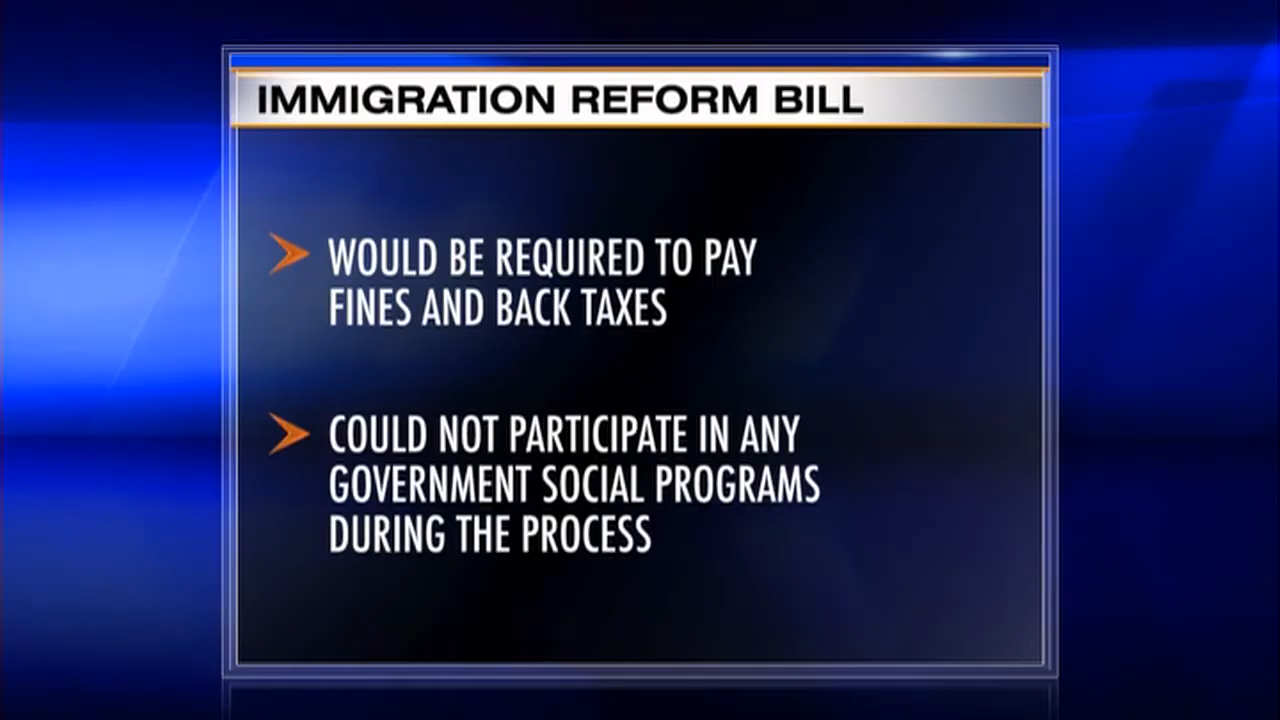 IMMIGRATION REFORM BILL
WOULD BE REQUIRED TO PAY
FINES AND BACK TAXES
COULD NOT PARTICIPATE IN ANY
GOVERNMENT SOCIAL PROGRAMS
DURING THE PROCESS